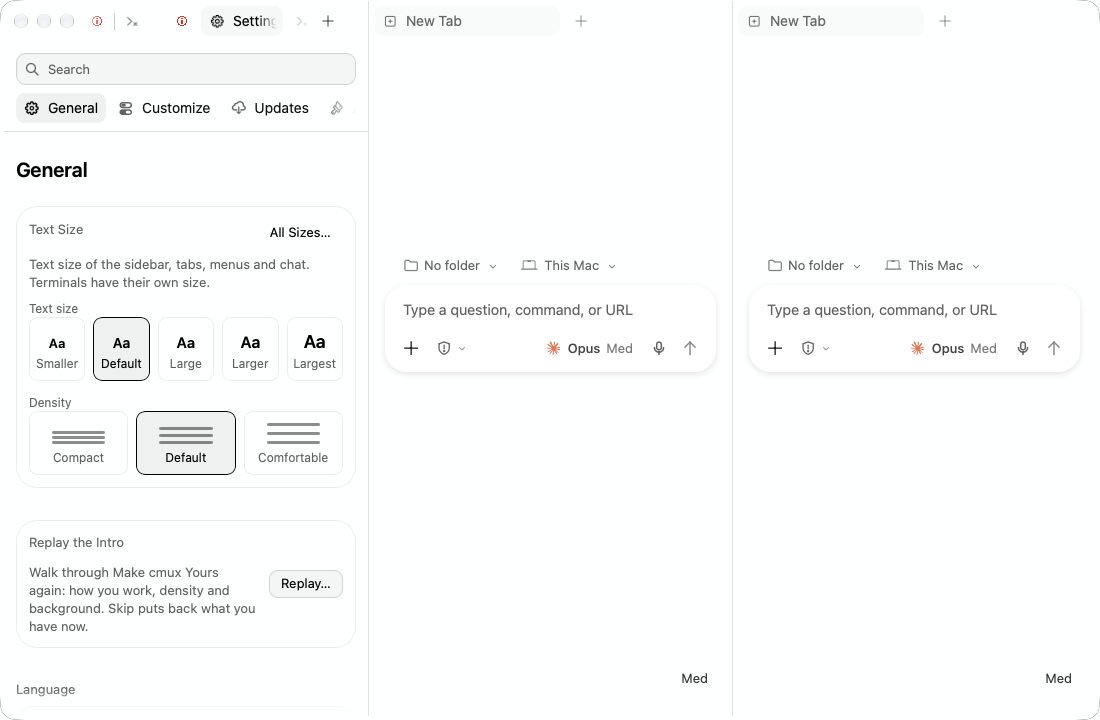 Setting
Search
General
Customize
Updates
General
Text Size
All Sizes...
Text size of the sidebar, tabs, menus and chat.
Terminals have their own size.
Text size
Aa
Smaller
Aa
Default
Aa
Large
Aa
Larger
Aa
Largest
Density
Compact
Default
Comfortable
Replay the Intro
Walk through Make cmux Yours
again: how you work, density and
background. Skip puts back what you
have now.
Replay...
Language
New Tab
No folder
This Mac
Type a question, command, or URL
Opus Med
Med
New Tab
No folder
This Mac
Type a question, command, or URL
Opus Med
Med